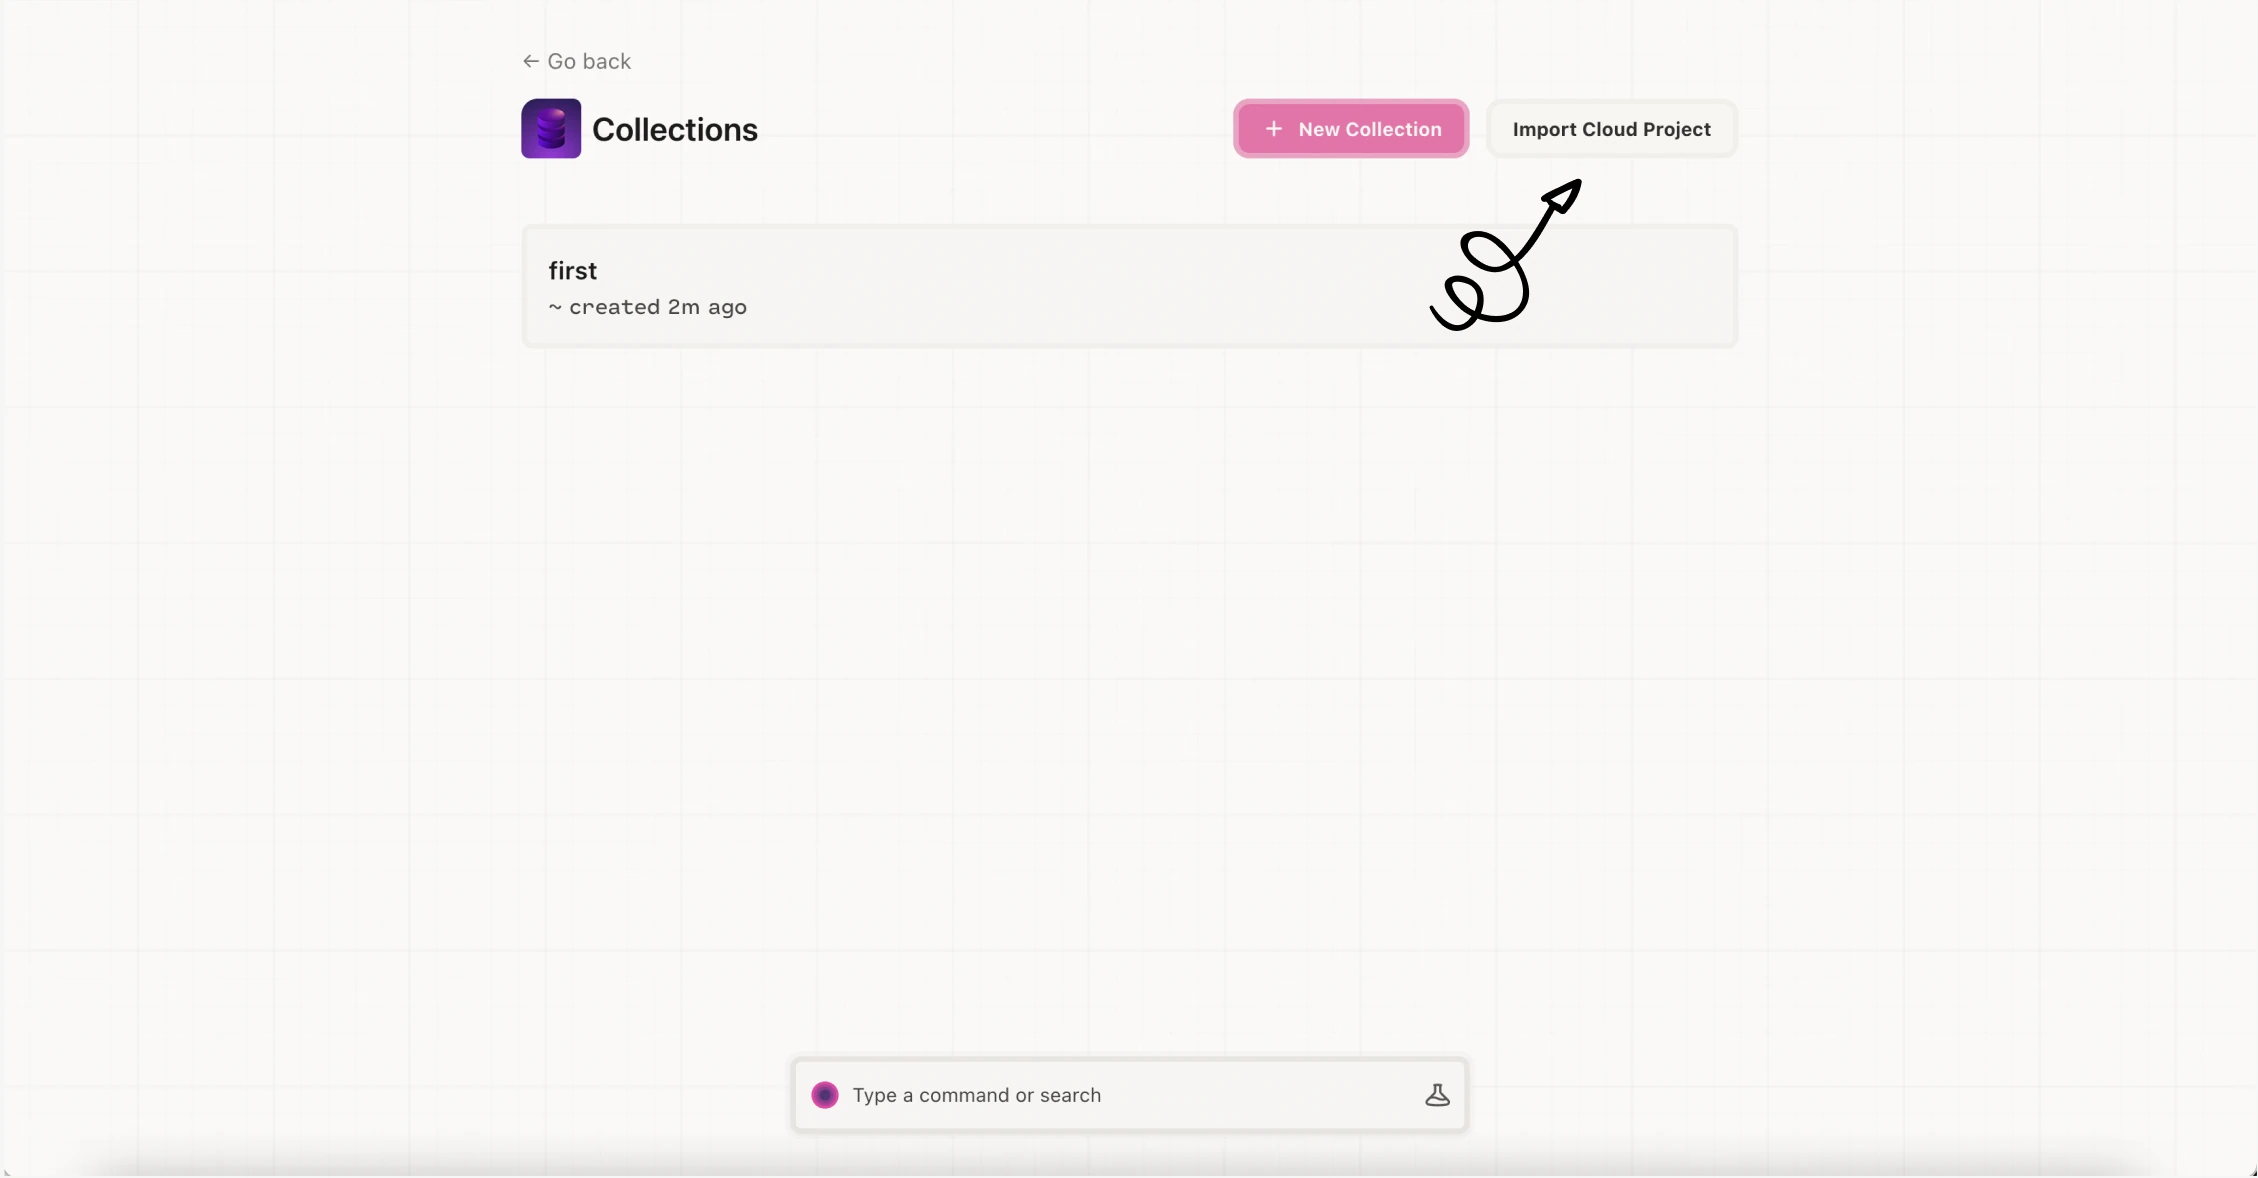 ← Go back
Collections
+ New Collection
Import Cloud Project
first
~ created 2m ago
Type a command or search